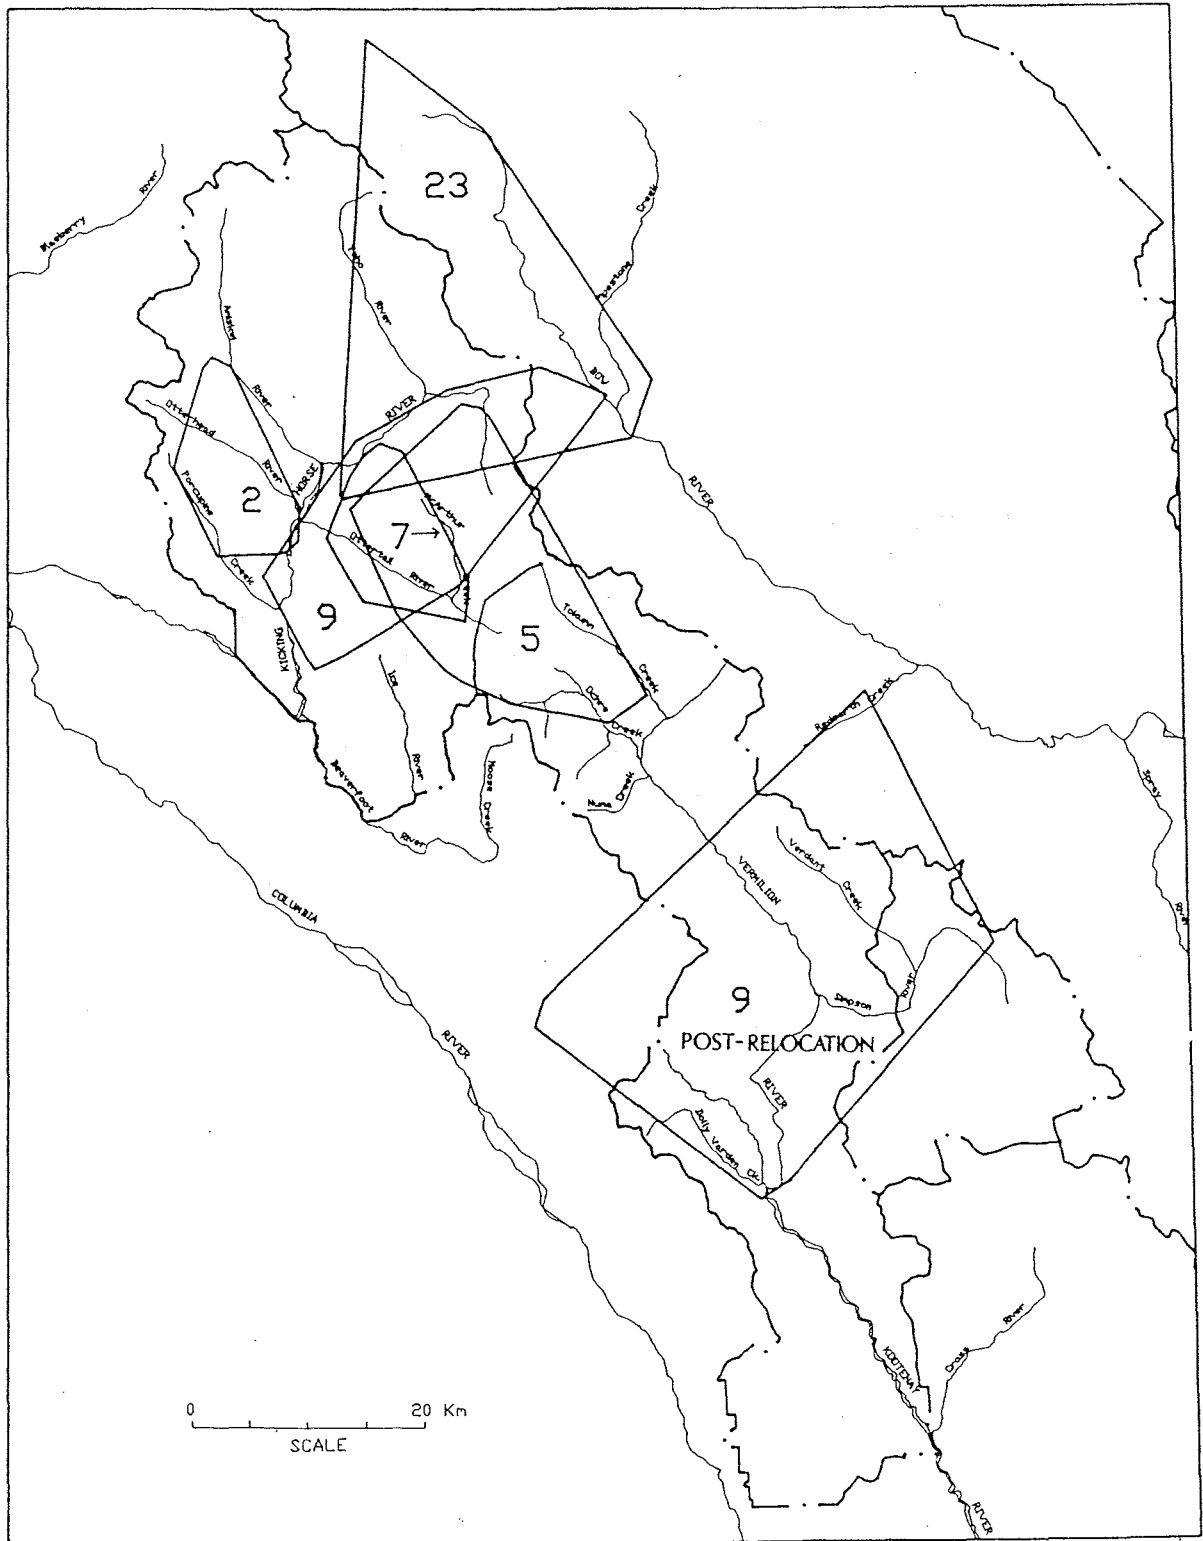 23
Blaeberry
River
Creek
Pipestone
Yoho
River
Amiskwi
River
BOW
RIVER
Otterhead
River
HORSE
RIVER
Porcupine
Creek
2
McArthur
Creek
7
Ottertail
River
9
KICKING
5
Tokumm
Creek
Ochre
Creek
Ice
River
Redearth Creek
Beaverfoot
River
Moose Creek
Numa Creek
Spray
River
VERMILION
Verdant
Creek
COLUMBIA
RIVER
Simpson
River
9
POST-RELOCATION
RIVER
Dolly Varden Ck
Cross River
KOOTENAY
RIVER
0 20 Km
SCALE